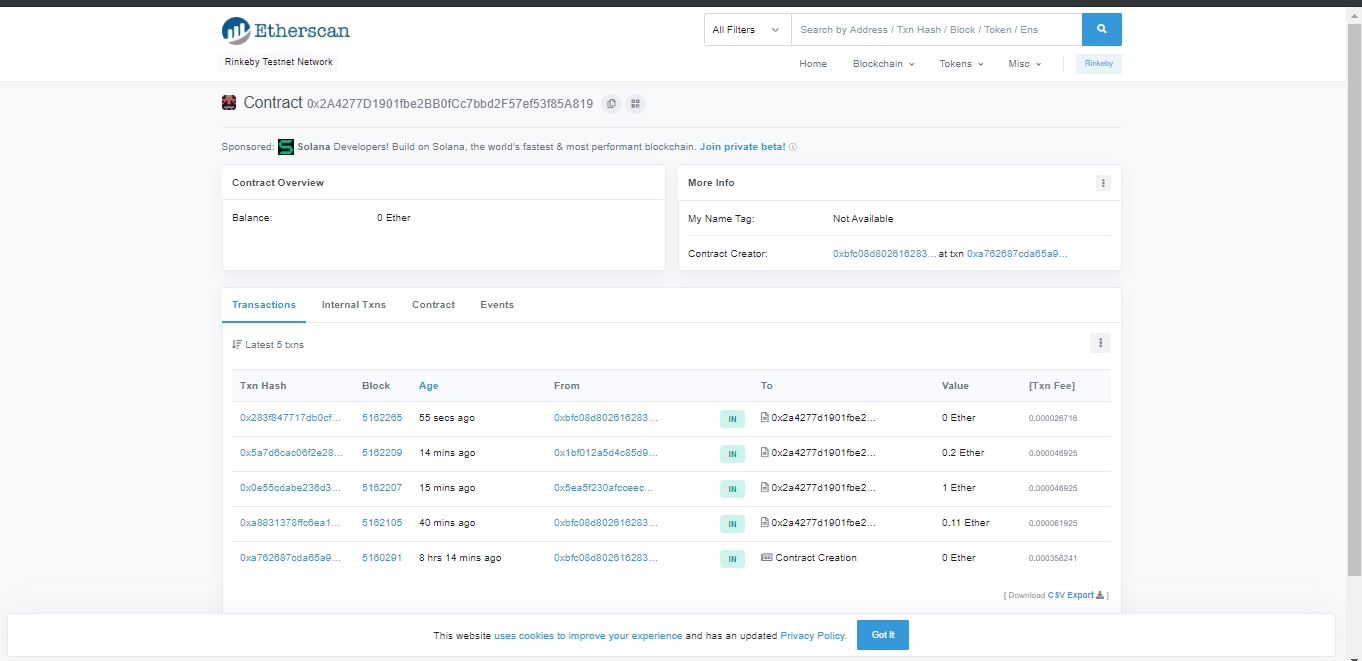 Etherscan
All Filters
Search by Address / Txn Hash / Block / Token / Ens
Rinkeby Testnet Network
Home Blockchain Tokens Misc Rinkeby
Contract 0x2A4277D1901fbe2BB0fCc7bbd2F57ef53f85A819
Sponsored: Solana Developers! Build on Solana, the world's fastest & most performant blockchain. Join private beta!
Contract Overview
Balance: 0 Ether
More Info
My Name Tag: Not Available
Contract Creator: 0xbfc08d802616283... at txn 0xa762687cda65a9...
Transactions Internal Txns Contract Events
Latest 5 txns
Txn Hash Block Age From To Value [Txn Fee]
0x283f847717db0cf... 5162265 55 secs ago 0xbfc08d802616283... IN 0x2a4277d1901fbe2... 0 Ether 0.000026716
0x5a7d6cac06f2e28... 5162209 14 mins ago 0x1bf012a5d4c85d9... IN 0x2a4277d1901fbe2... 0.2 Ether 0.000046925
0x0e55cdabe236d3... 5162207 15 mins ago 0x5ea5f230afcceec... IN 0x2a4277d1901fbe2... 1 Ether 0.000046925
0xa8831378ffc6ea1... 5162105 40 mins ago 0xbfc08d802616283... IN 0x2a4277d1901fbe2... 0.11 Ether 0.000061925
0xa762687cda65a9... 5160291 8 hrs 14 mins ago 0xbfc08d802616283... IN Contract Creation 0 Ether 0.000356241
[ Download CSV Export ]
This website uses cookies to improve your experience and has an updated Privacy Policy. Got It